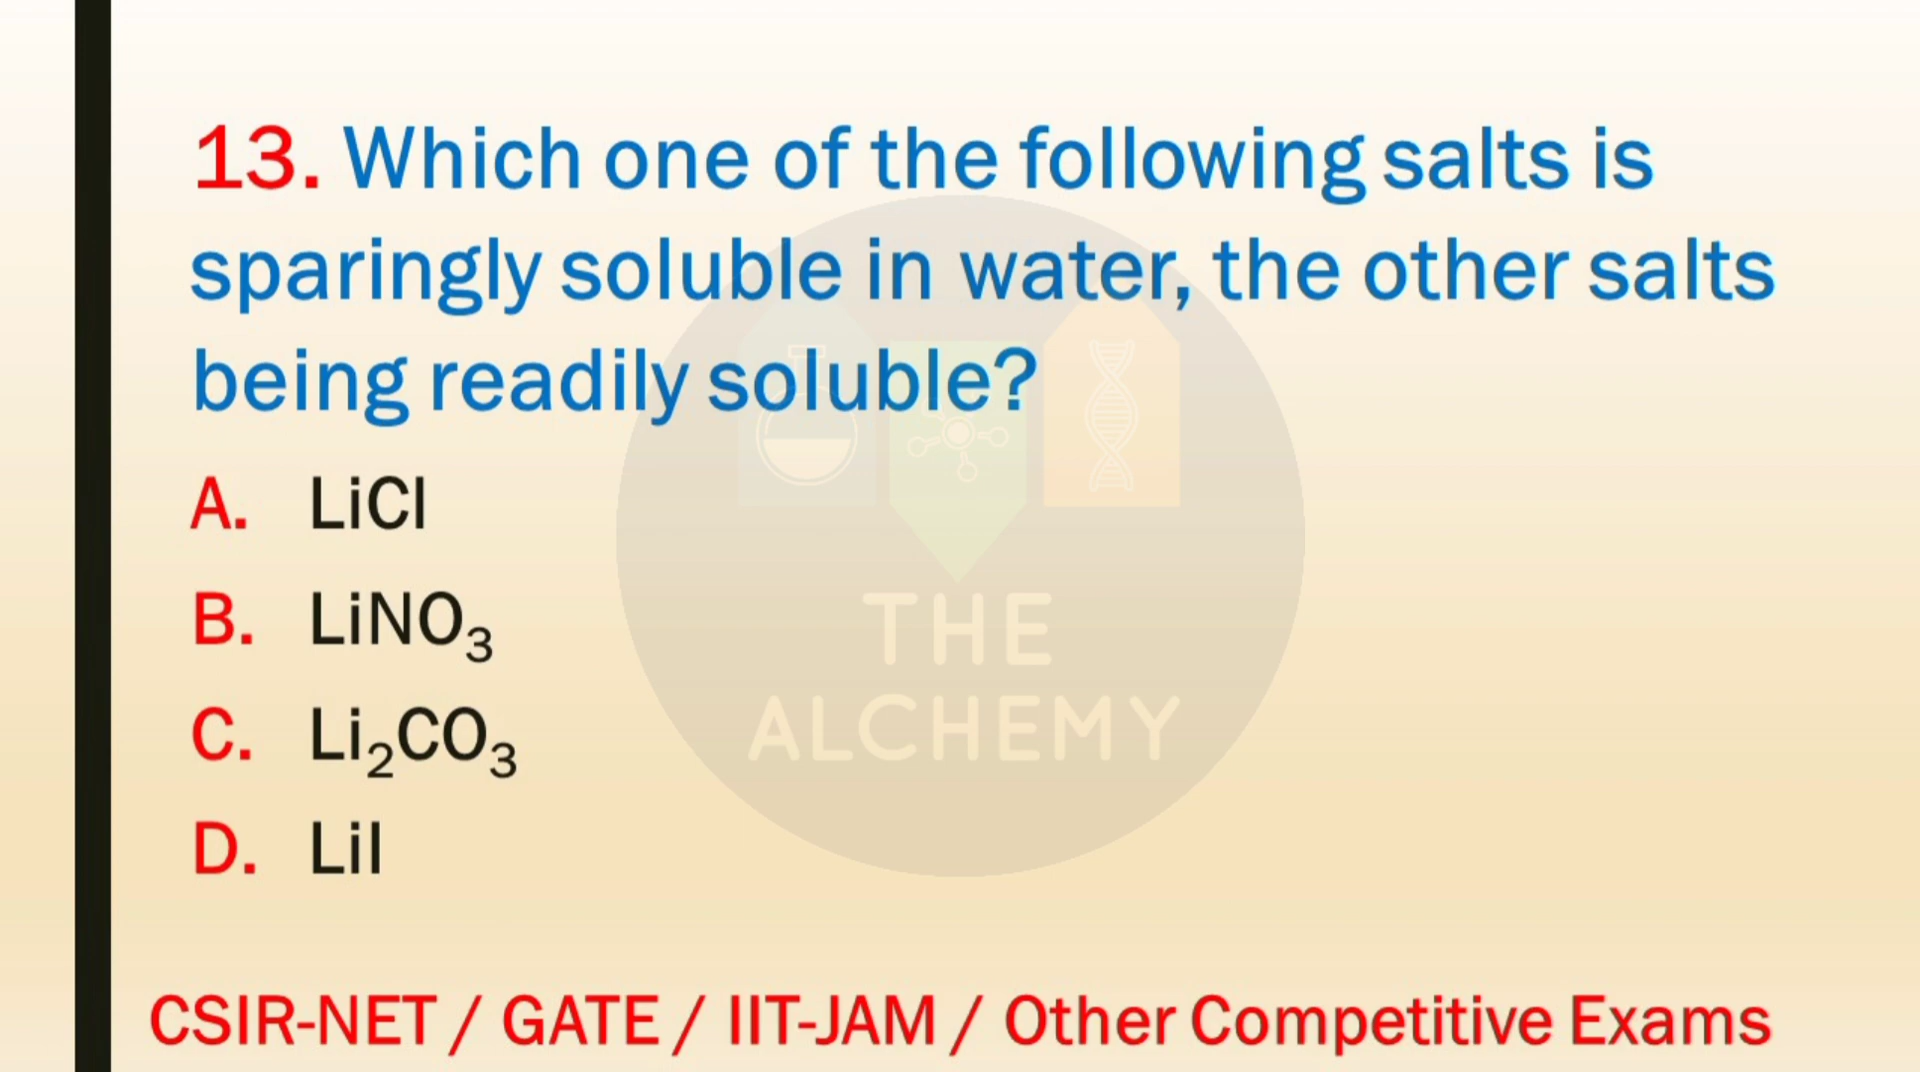 13. Which one of the following salts is
sparingly soluble in water, the other salts
being readily soluble?
A. LiCl
B. LiNO₃
C. Li₂CO₃
D. LiI
THE
ALCHEMY
CSIR-NET / GATE / IIT-JAM / Other Competitive Exams